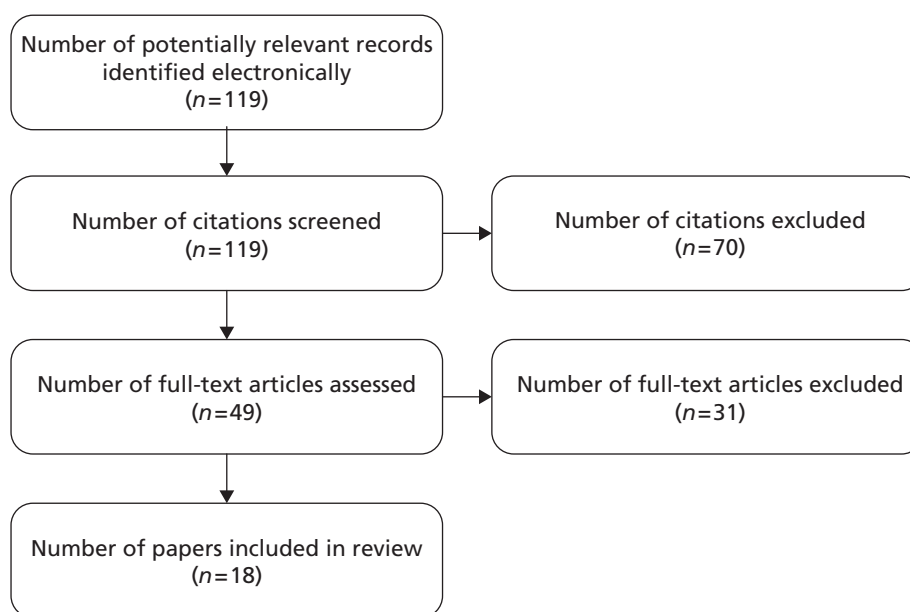 Number of potentially relevant records
identified electronically
(n=119)
Number of citations screened
(n=119)
Number of citations excluded
(n=70)
Number of full-text articles assessed
(n=49)
Number of full-text articles excluded
(n=31)
Number of papers included in review
(n=18)